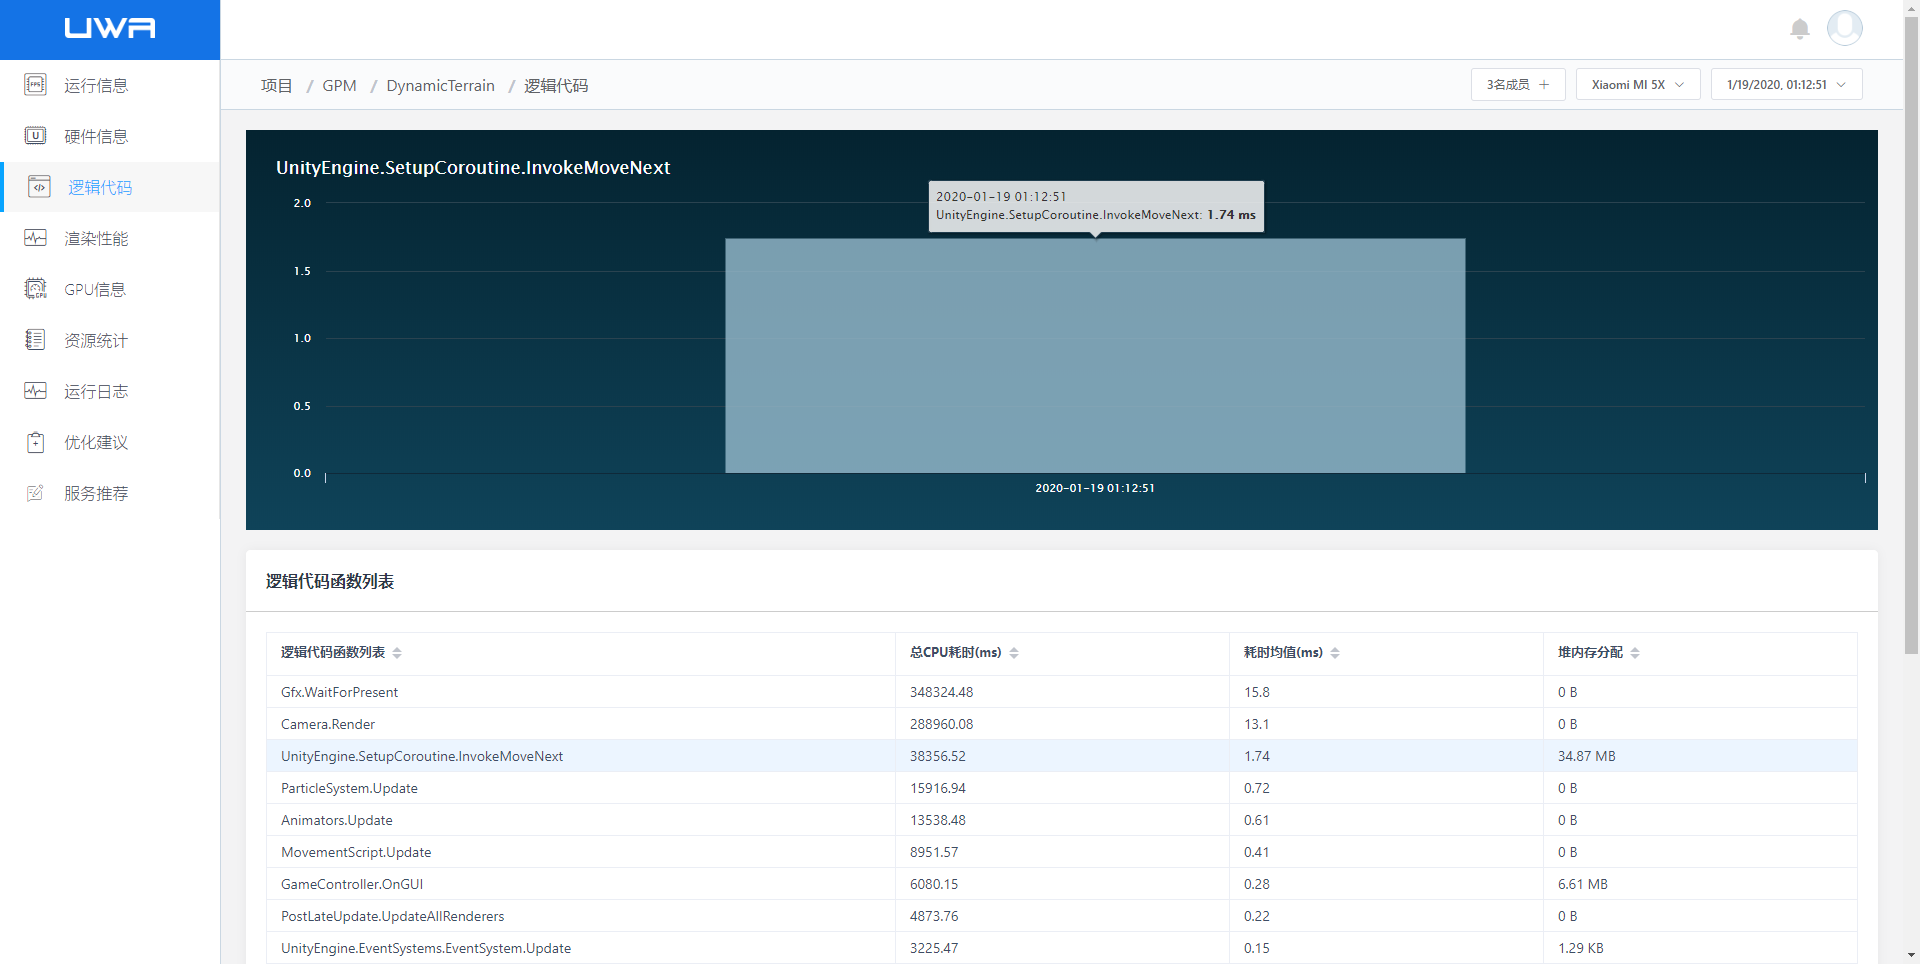 UWA
运行信息
硬件信息
逻辑代码
渲染性能
GPU信息
资源统计
运行日志
优化建议
服务推荐
项目 / GPM / DynamicTerrain / 逻辑代码
3名成员 +
Xiaomi MI 5X
1/19/2020, 01:12:51
UnityEngine.SetupCoroutine.InvokeMoveNext
2020-01-19 01:12:51
UnityEngine.SetupCoroutine.InvokeMoveNext: 1.74 ms
2.0
1.5
1.0
0.5
0.0
2020-01-19 01:12:51
逻辑代码函数列表
逻辑代码函数列表 总CPU耗时(ms) 耗时均值(ms) 堆内存分配
Gfx.WaitForPresent 348324.48 15.8 0 B
Camera.Render 288960.08 13.1 0 B
UnityEngine.SetupCoroutine.InvokeMoveNext 38356.52 1.74 34.87 MB
ParticleSystem.Update 15916.94 0.72 0 B
Animators.Update 13538.48 0.61 0 B
MovementScript.Update 8951.57 0.41 0 B
GameController.OnGUI 6080.15 0.28 6.61 MB
PostLateUpdate.UpdateAllRenderers 4873.76 0.22 0 B
UnityEngine.EventSystems.EventSystem.Update 3225.47 0.15 1.29 KB